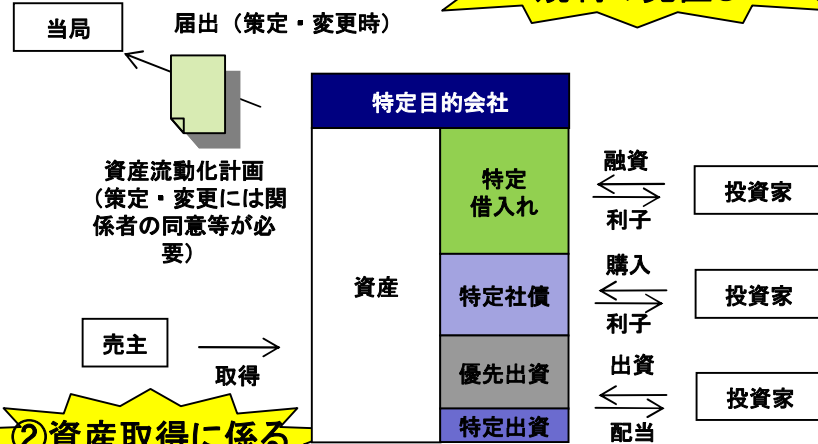 当局
届出（策定・変更時）
特定目的会社
資産流動化計画
（策定・変更には関
係者の同意等が必
要）
特定
借入れ
融資
利子
投資家
資産
特定社債
購入
利子
投資家
売主
取得
優先出資
出資
配当
投資家
特定出資
②資産取得に係る